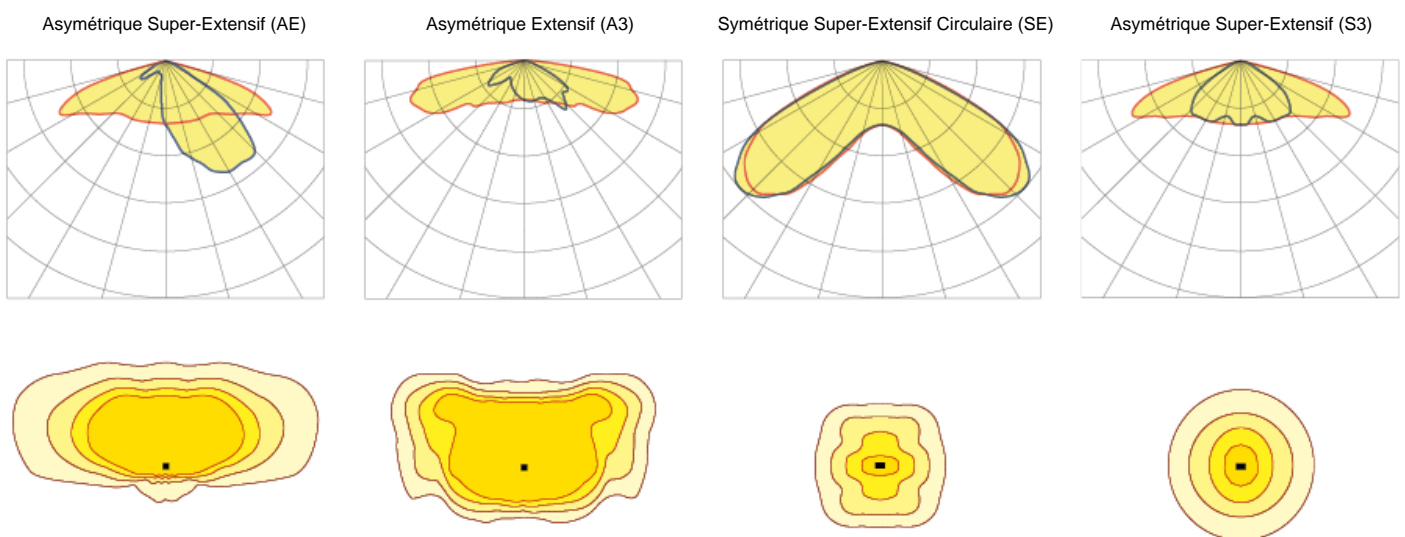 Asymétrique Super-Extensif (AE)
Asymétrique Extensif (A3)
Symétrique Super-Extensif Circulaire (SE)
Asymétrique Super-Extensif (S3)